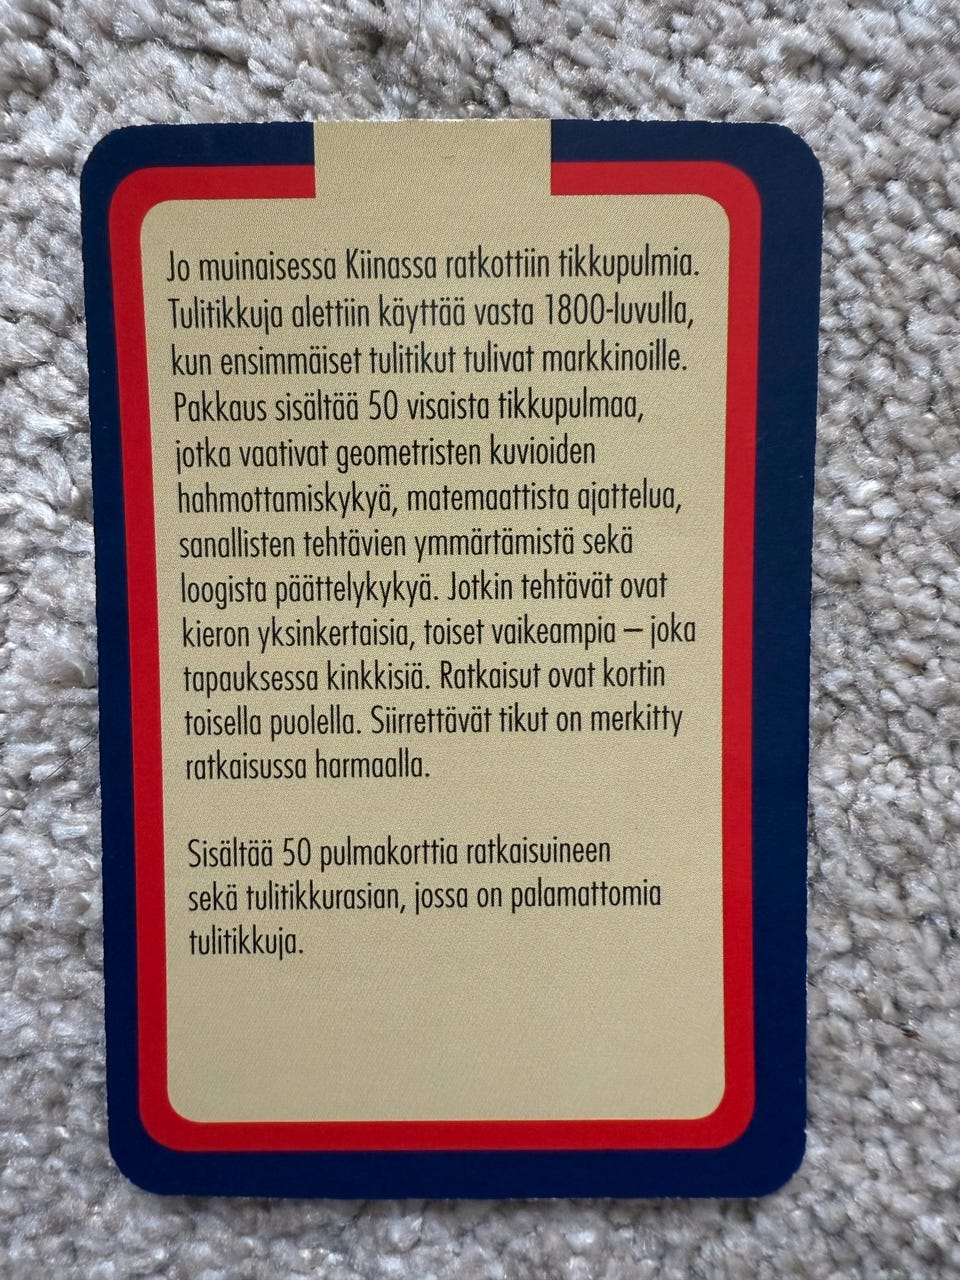 Jo muinaisessa Kiinassa ratkottiin tikkupulmia.
Tulitikkuja alettiin käyttää vasta 1800-luvulla,
kun ensimmäiset tulitikut tulivat markkinoille.
Pakkaus sisältää 50 visaista tikkupulmaa,
jotka vaativat geometristen kuvioiden
hahmottamiskykyä, matemaattista ajattelua,
sanallisten tehtävien ymmärtämistä sekä
loogista päättelykykyä. Jotkin tehtävät ovat
kieron yksinkertaisia, toiset vaikeampia – joka
tapauksessa kinkkisiä. Ratkaisut ovat kortin
toisella puolella. Siirrettävät tikut on merkitty
ratkaisussa harmaalla.
Sisältää 50 pulmakorttia ratkaisuineen
sekä tulitikkurasian, jossa on palamattomia
tulitikkuja.